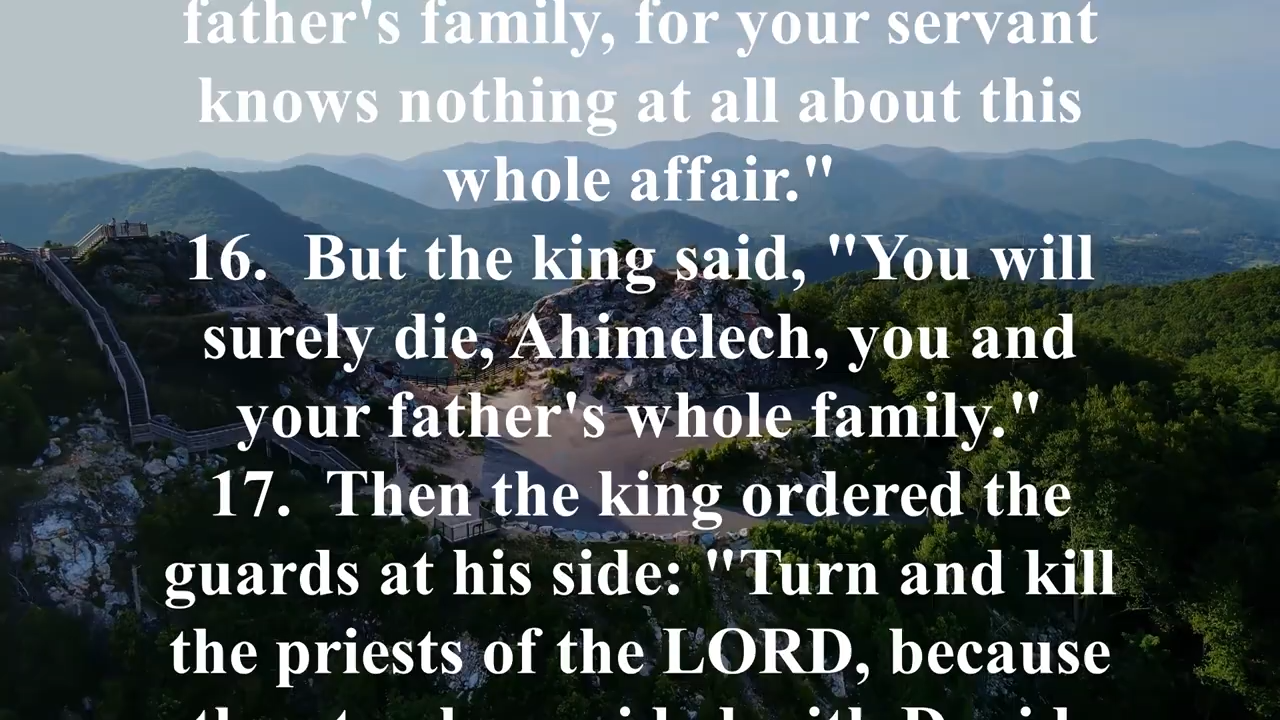 father's family, for your servant
knows nothing at all about this
whole affair."
16.  But the king said, "You will
surely die, Ahimelech, you and
your father's whole family."
17.  Then the king ordered the
guards at his side: "Turn and kill
the priests of the LORD, because